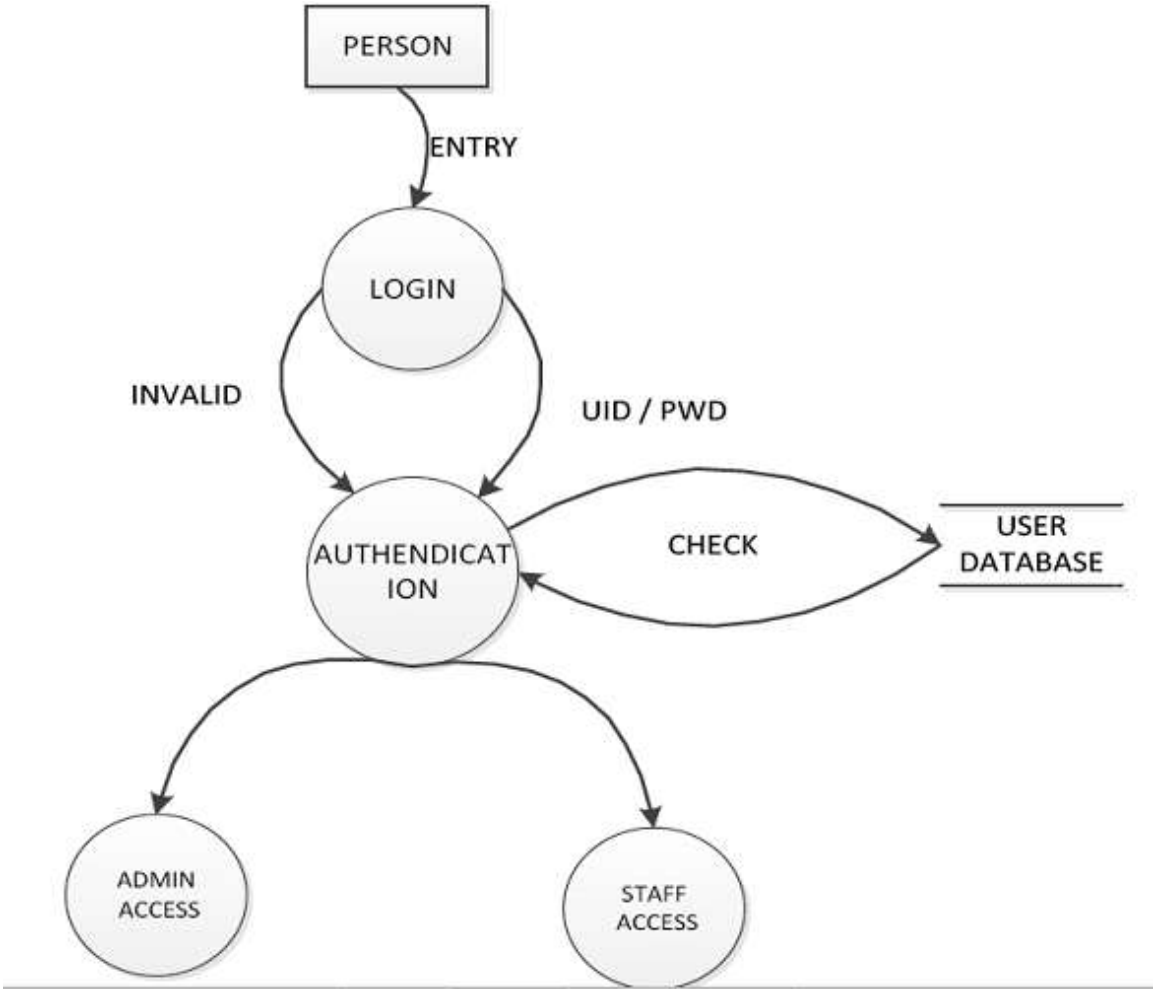 PERSON
ENTRY
LOGIN
INVALID
UID / PWD
AUTHENDICAT
ION
CHECK
USER
DATABASE
ADMIN
ACCESS
STAFF
ACCESS